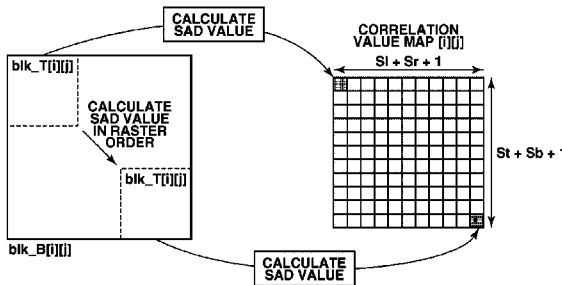 CALCULATE
SAD VALUE
blk_T[i][j]
CALCULATE
SAD VALUE
IN RASTER
ORDER
blk_T[i][j]
blk_B[i][j]
CORRELATION
VALUE MAP [i][j]
Sl + Sr + 1
St + Sb + 1
CALCULATE
SAD VALUE